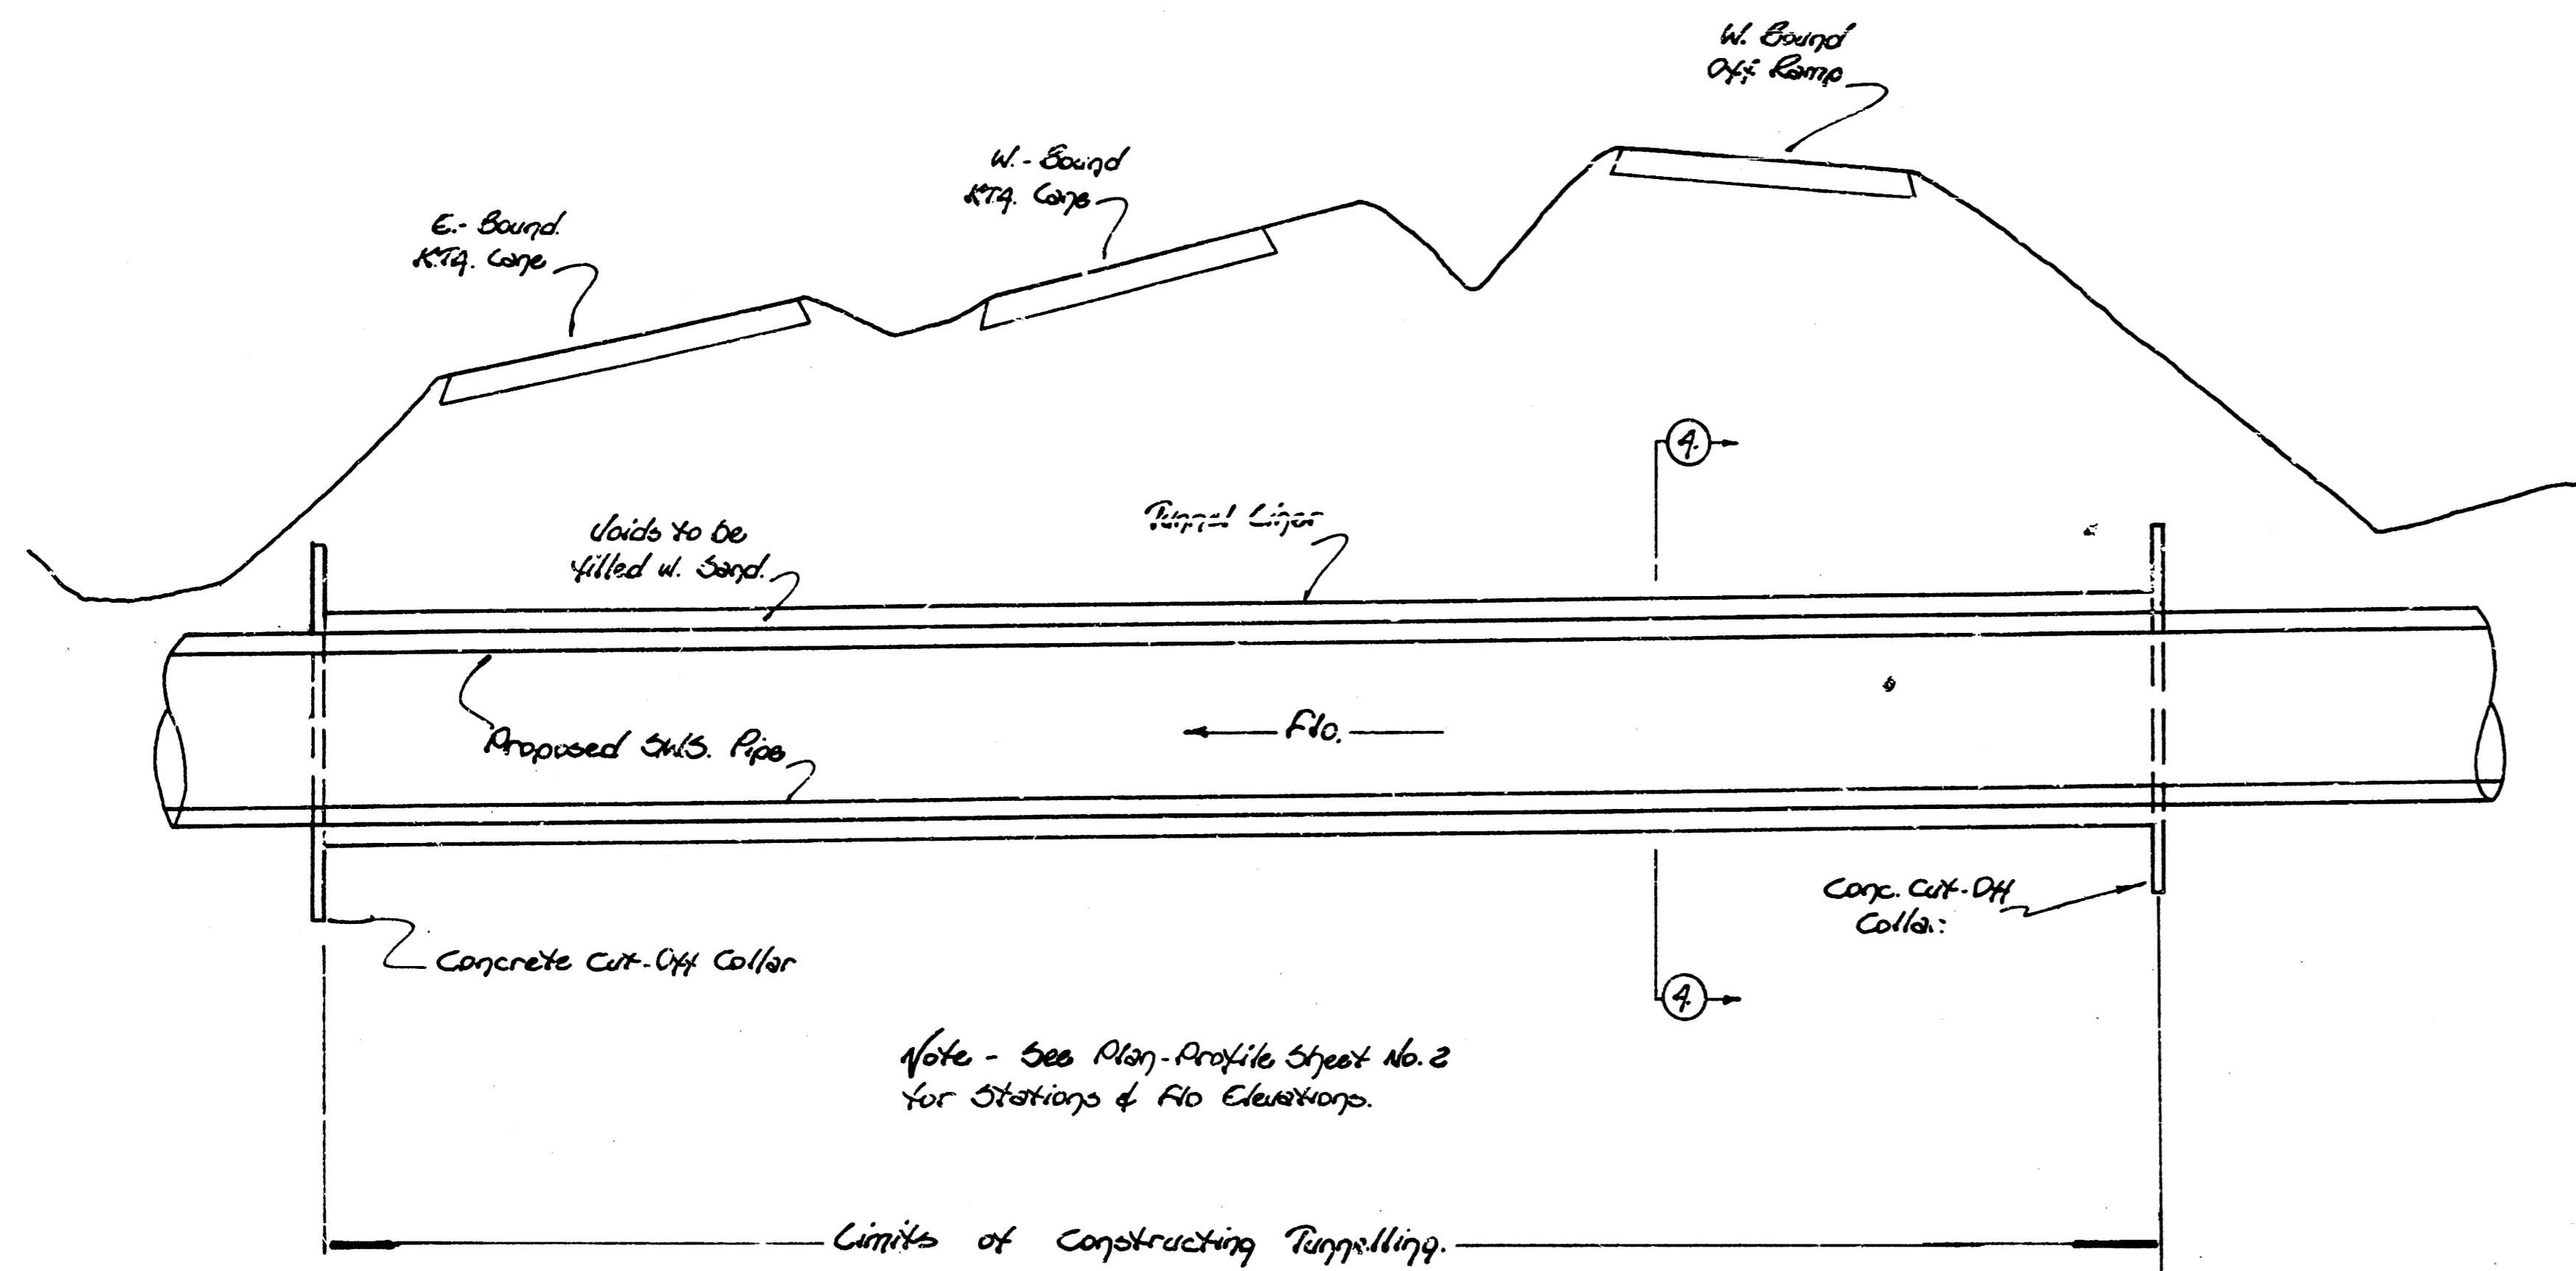 W. Bound
Off Ramp
W.-Bound
KTA. Lane
E.-Bound.
K.T.A. Lane
4.
Voids to be
filled w. Sand.
Tunnel Liner
Flo.
Proposed S.W.S. Pipe
Conc. Cut-Off
Collar
Concrete Cut-Off Collar
4.
Note - See Plan-Profile Sheet No. 2
for Stations & Flo Elevations.
Limits of Constructing Tunnelling.